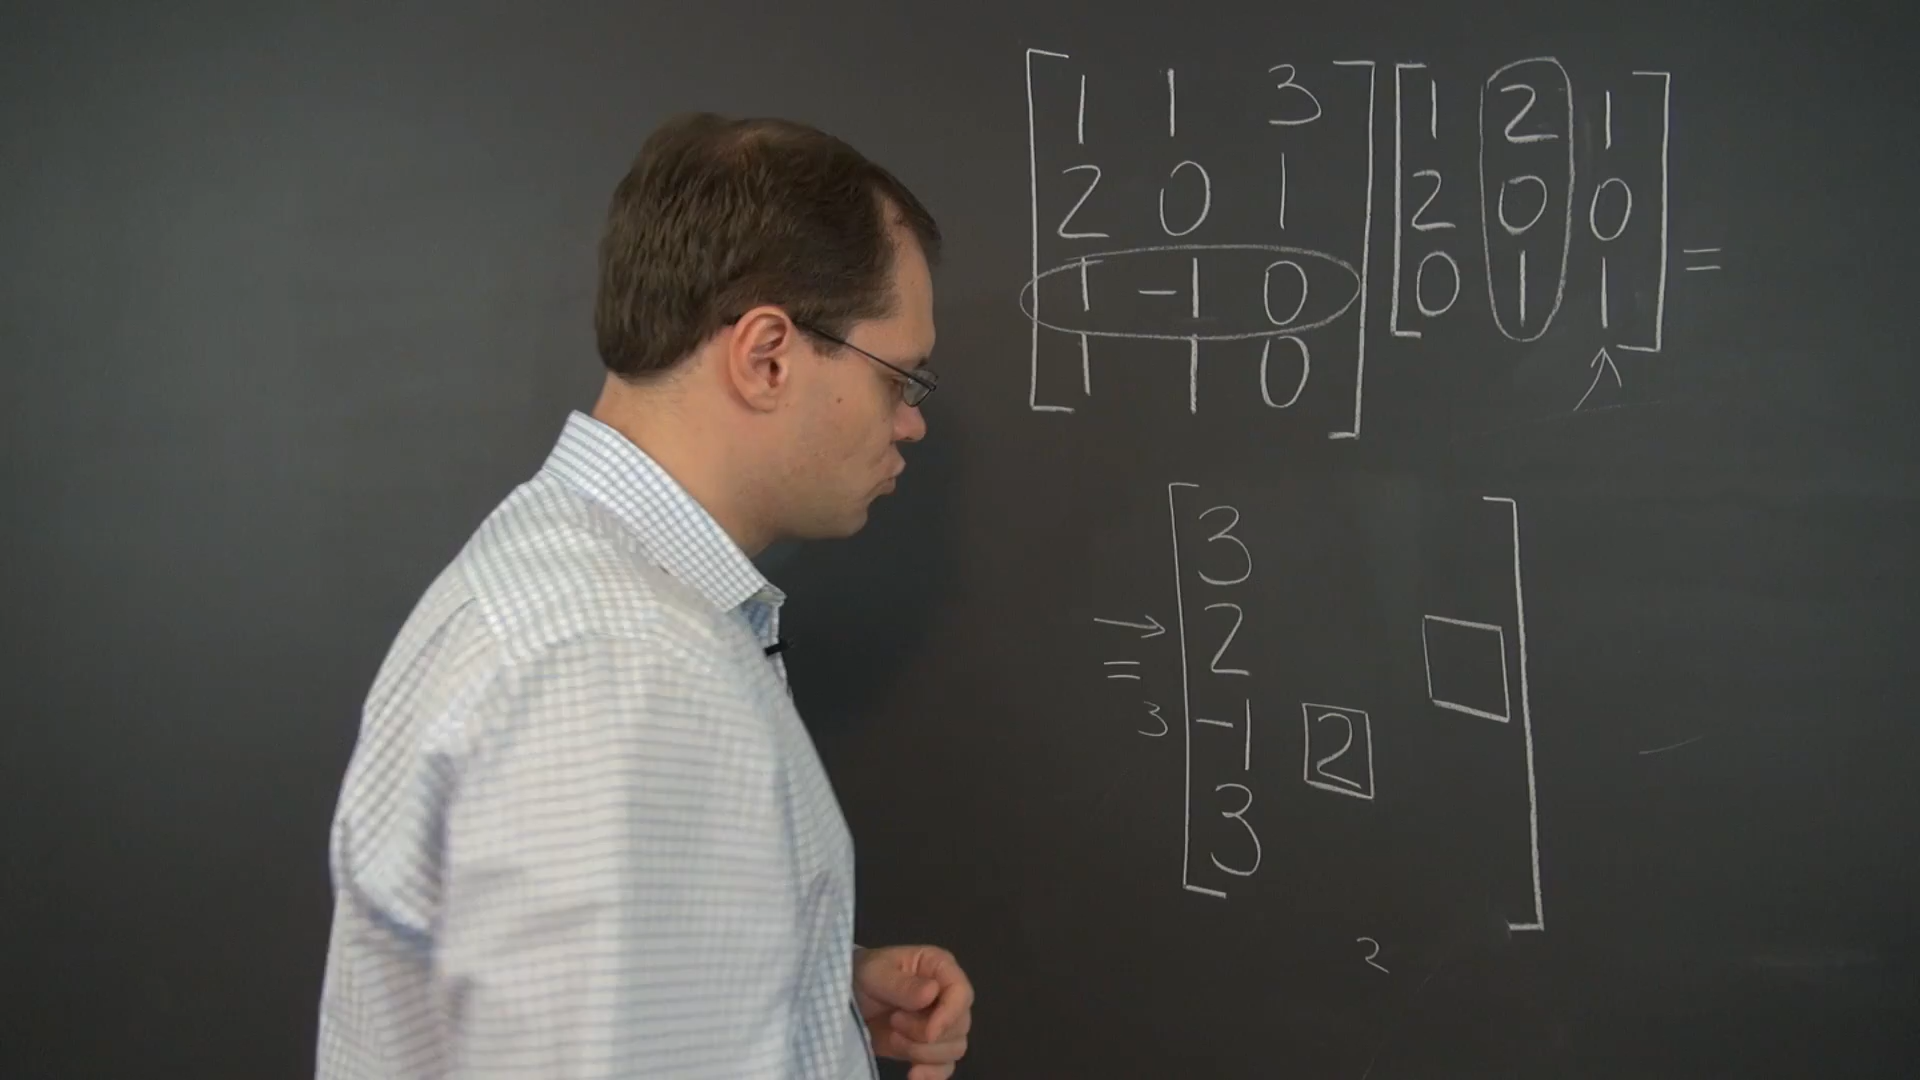 1 1 3 1 2 1
2 0 1 2 0 0
1 -1 0 0 1 1 =
1 1 0
3
→ 2
=
3 -1 2
3
2